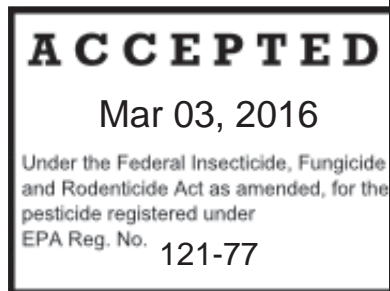 ACCEPTED
Mar 03, 2016
Under the Federal Insecticide, Fungicide
and Rodenticide Act as amended, for the
pesticide registered under
EPA Reg. No. 121-77